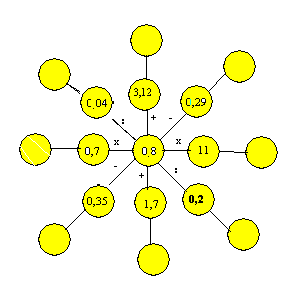 3,12
0,04
0,29
: + -
x x
0,7 0,8 11
- + :
0,35
1,7
0,2